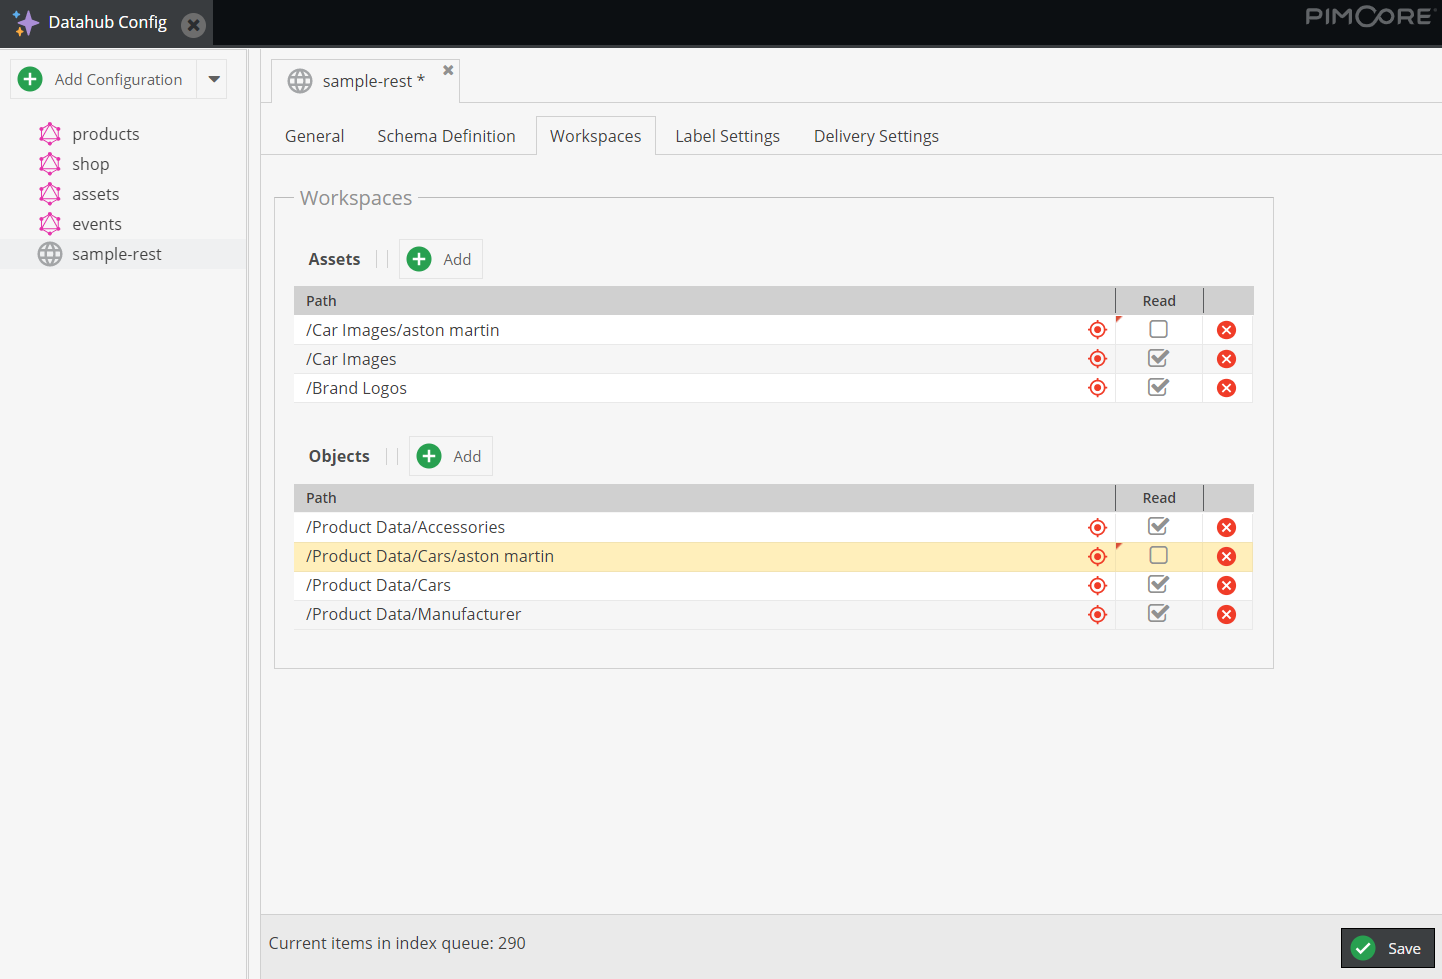 Datahub Config
PIMCORE
Add Configuration
products
shop
assets
events
sample-rest
sample-rest *
General
Schema Definition
Workspaces
Label Settings
Delivery Settings
Workspaces
Assets
Add
Path
Read
/Car Images/aston martin
/Car Images
/Brand Logos
Objects
Add
Path
Read
/Product Data/Accessories
/Product Data/Cars/aston martin
/Product Data/Cars
/Product Data/Manufacturer
Current items in index queue: 290
Save